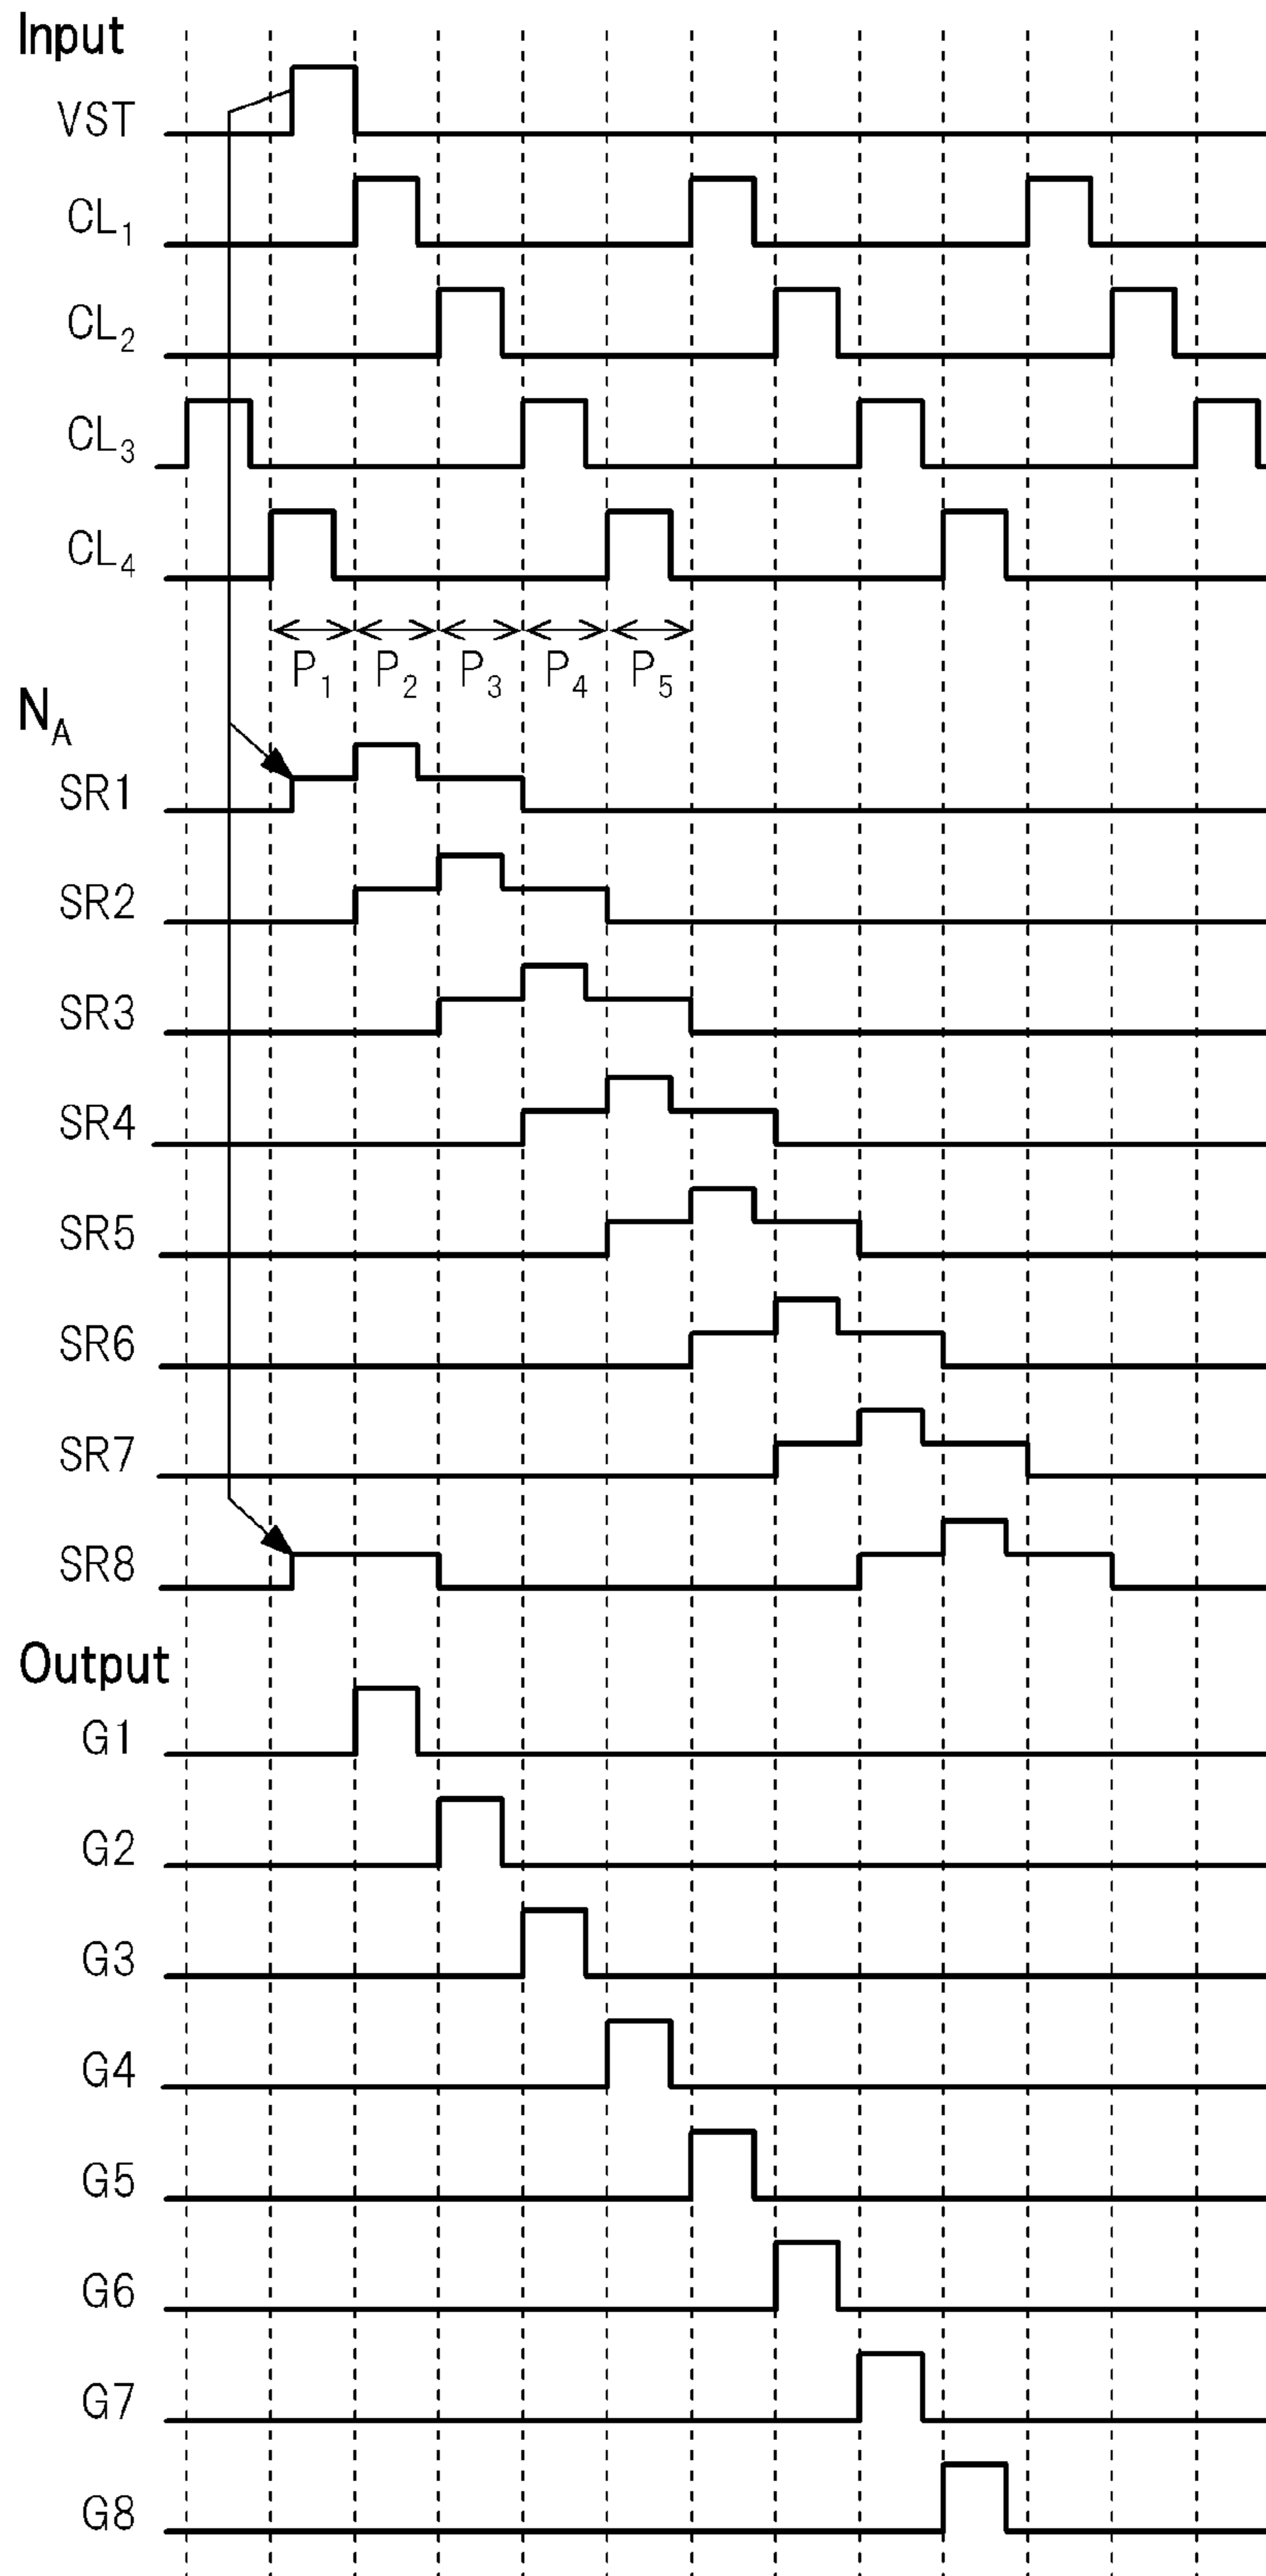 Input
VST
CL1
CL2
CL3
CL4
P1 P2 P3 P4 P5
NA
SR1
SR2
SR3
SR4
SR5
SR6
SR7
SR8
Output
G1
G2
G3
G4
G5
G6
G7
G8